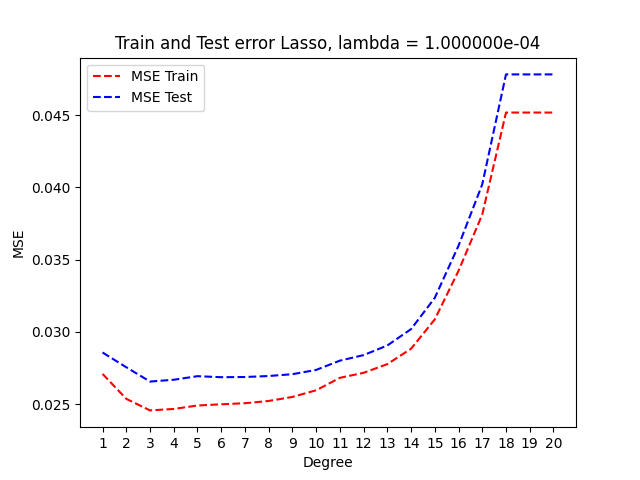 Train and Test error Lasso, lambda = 1.000000e-04
MSE Train
MSE Test
0.045
0.040
0.035
0.030
0.025
MSE
1 2 3 4 5 6 7 8 9 10 11 12 13 14 15 16 17 18 19 20
Degree